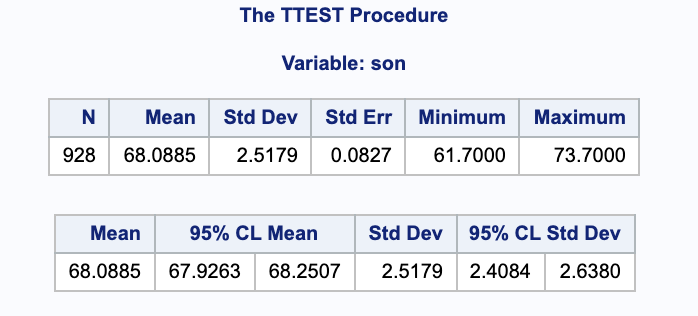 The TTEST Procedure
Variable: son
N Mean Std Dev Std Err Minimum Maximum
928 68.0885 2.5179 0.0827 61.7000 73.7000
Mean 95% CL Mean Std Dev 95% CL Std Dev
68.0885 67.9263 68.2507 2.5179 2.4084 2.6380